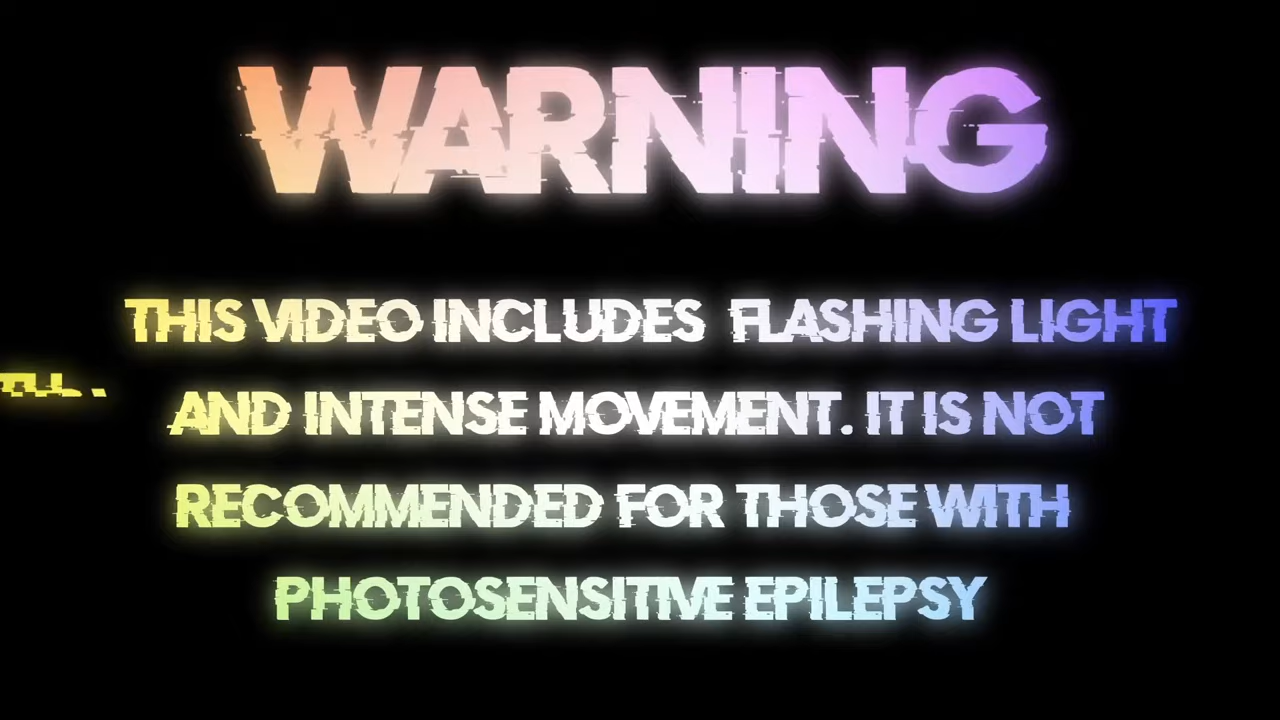 WARNING
THIS VIDEO INCLUDES FLASHING LIGHT
AND INTENSE MOVEMENT. IT IS NOT
RECOMMENDED FOR THOSE WITH
PHOTOSENSITIVE EPILEPSY